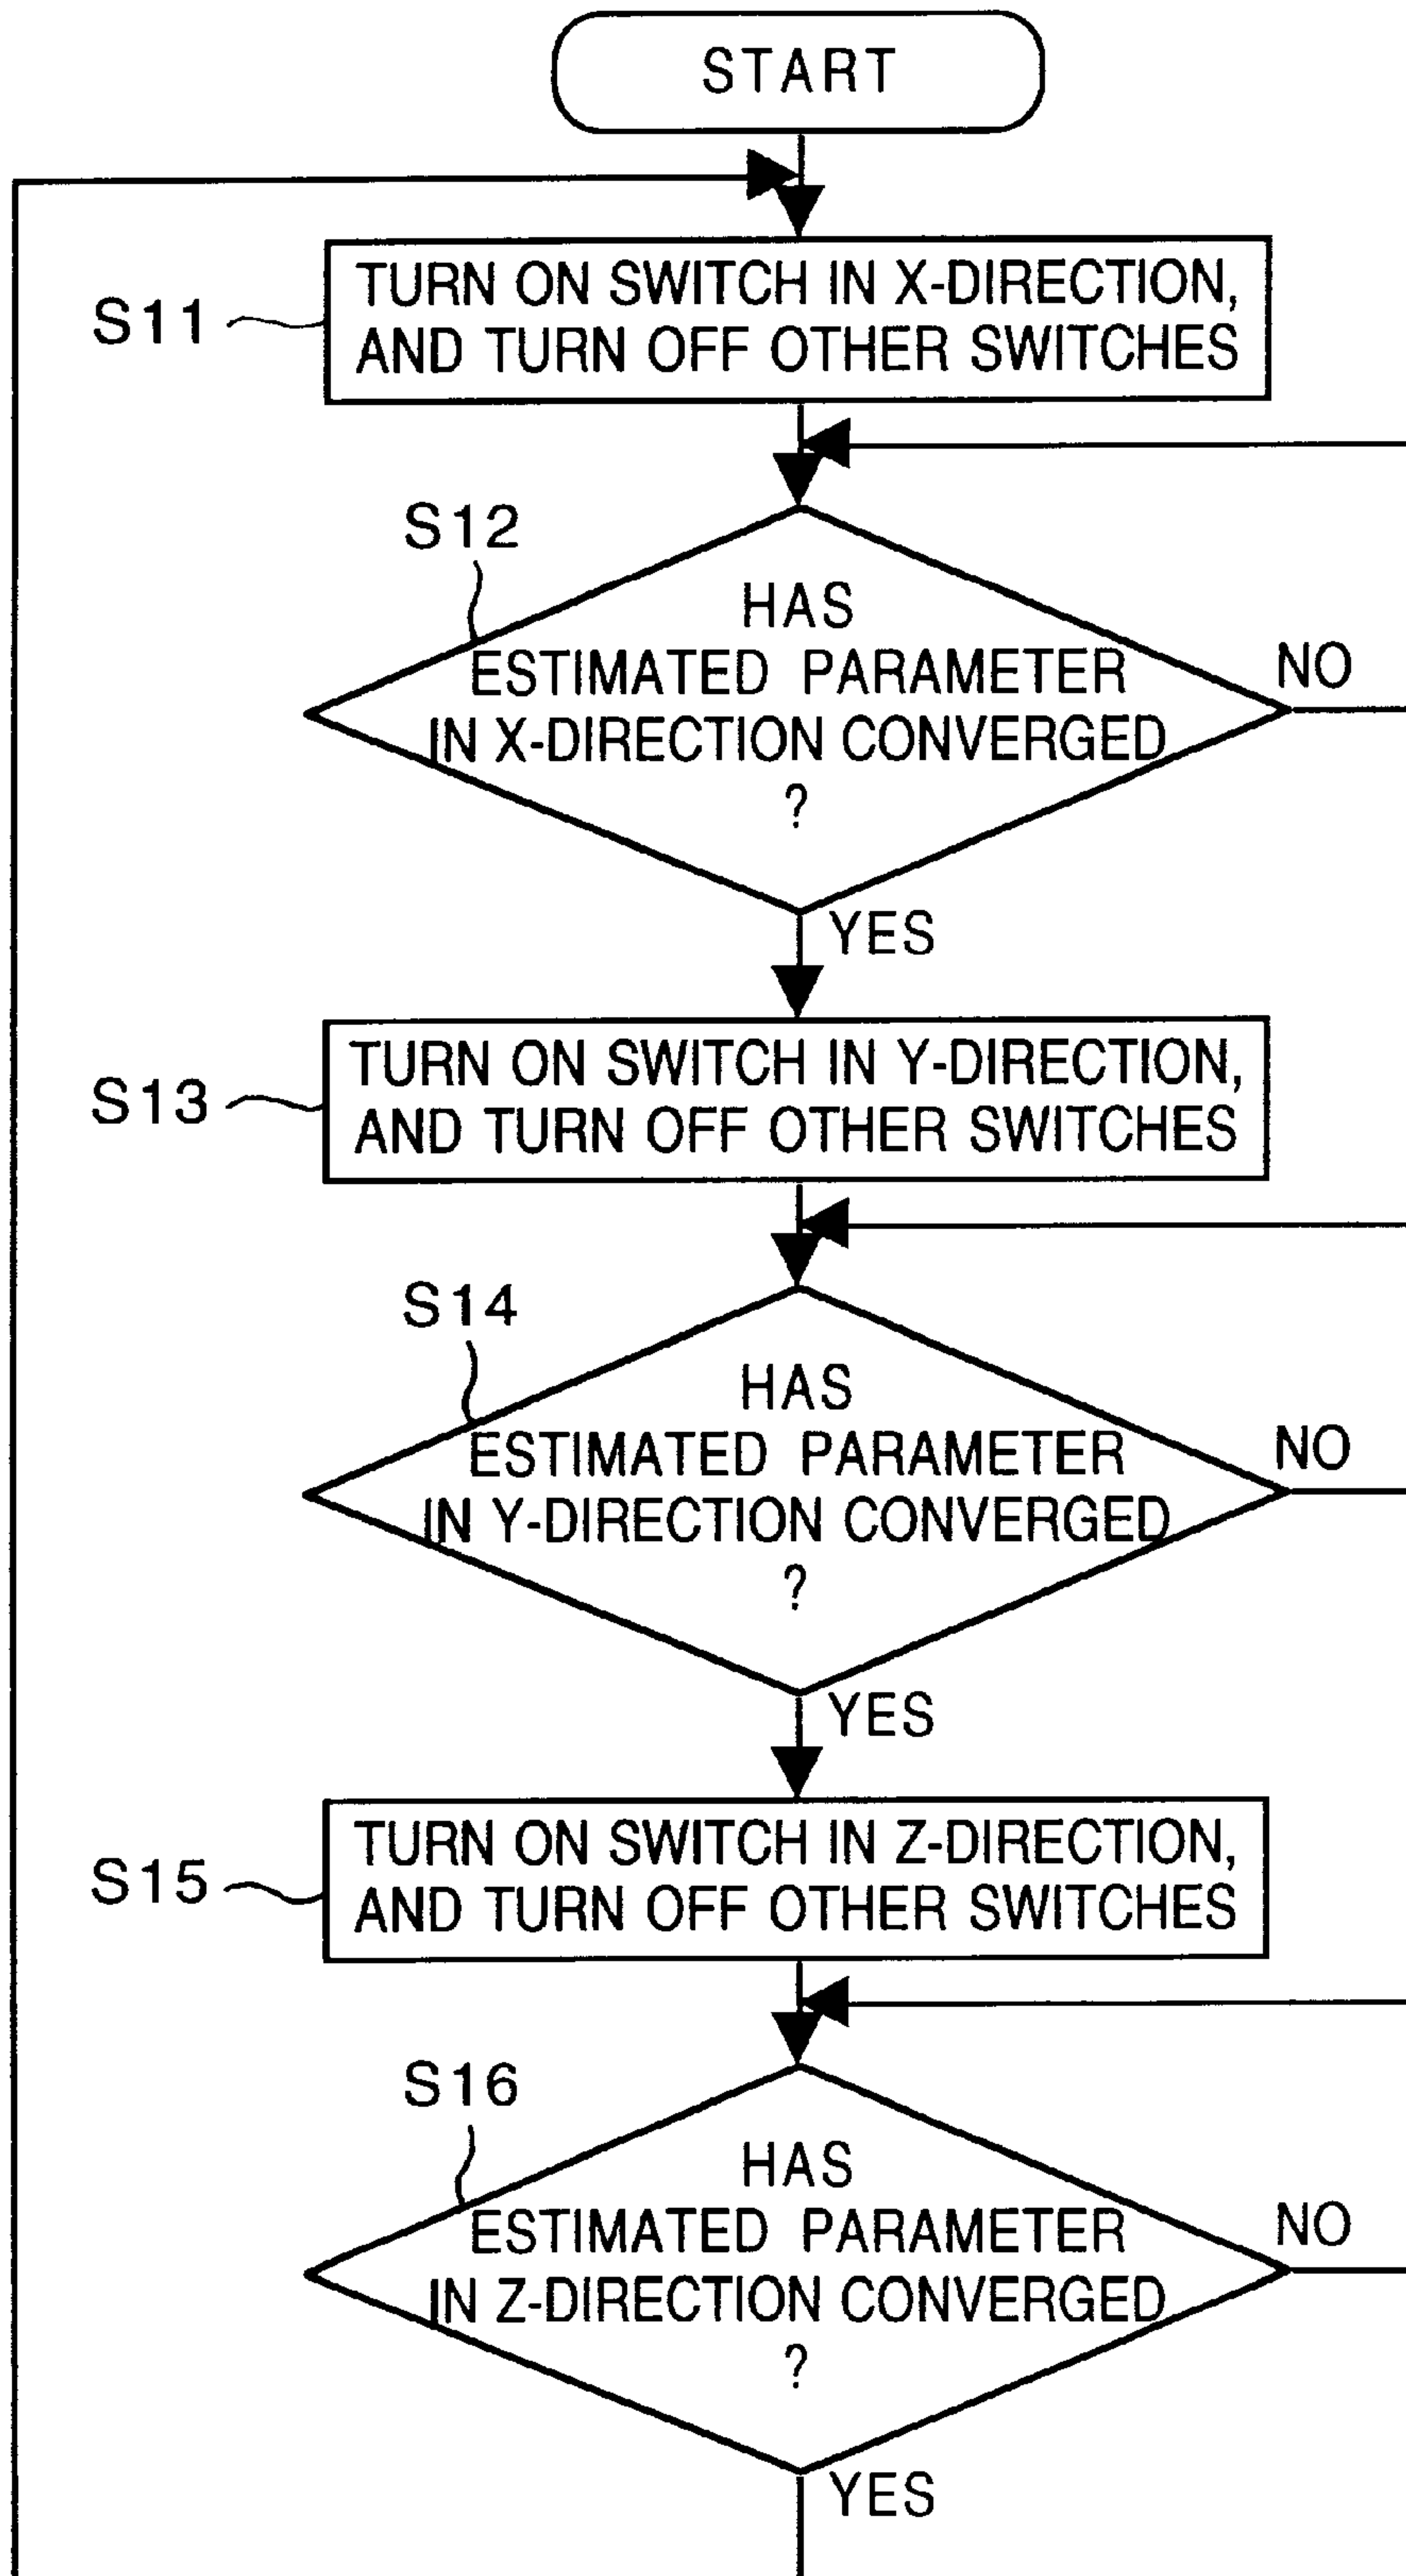 START
S11
TURN ON SWITCH IN X-DIRECTION,
AND TURN OFF OTHER SWITCHES
S12
HAS
ESTIMATED PARAMETER
IN X-DIRECTION CONVERGED
?
NO
YES
S13
TURN ON SWITCH IN Y-DIRECTION,
AND TURN OFF OTHER SWITCHES
S14
HAS
ESTIMATED PARAMETER
IN Y-DIRECTION CONVERGED
?
NO
YES
S15
TURN ON SWITCH IN Z-DIRECTION,
AND TURN OFF OTHER SWITCHES
S16
HAS
ESTIMATED PARAMETER
IN Z-DIRECTION CONVERGED
?
NO
YES